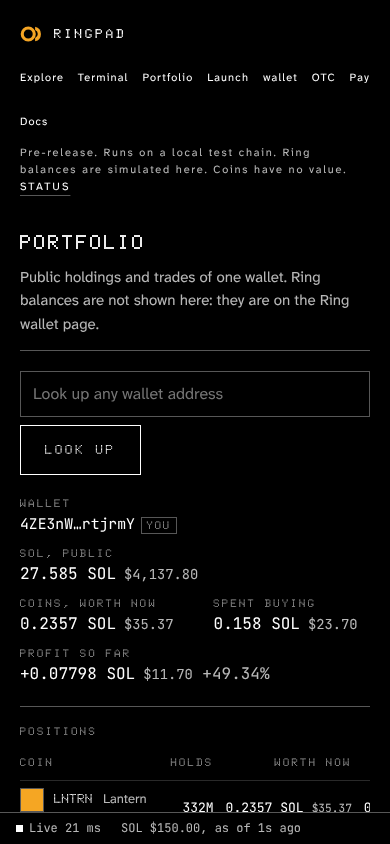 RINGPAD
Explore Terminal Portfolio Launch wallet OTC Pay
Docs
Pre-release. Runs on a local test chain. Ring
balances are simulated here. Coins have no value.
STATUS
PORTFOLIO
Public holdings and trades of one wallet. Ring
balances are not shown here: they are on the Ring
wallet page.
Look up any wallet address
LOOK UP
WALLET
4ZE3nW…rtjrmY YOU
SOL, PUBLIC
27.585 SOL $4,137.80
COINS, WORTH NOW SPENT BUYING
0.2357 SOL $35.37 0.158 SOL $23.70
PROFIT SO FAR
+0.07798 SOL $11.70 +49.34%
POSITIONS
COIN HOLDS WORTH NOW
LNTRN Lantern 332M 0.2357 SOL $35.37
Live 21 ms SOL $150.00, as of 1s ago